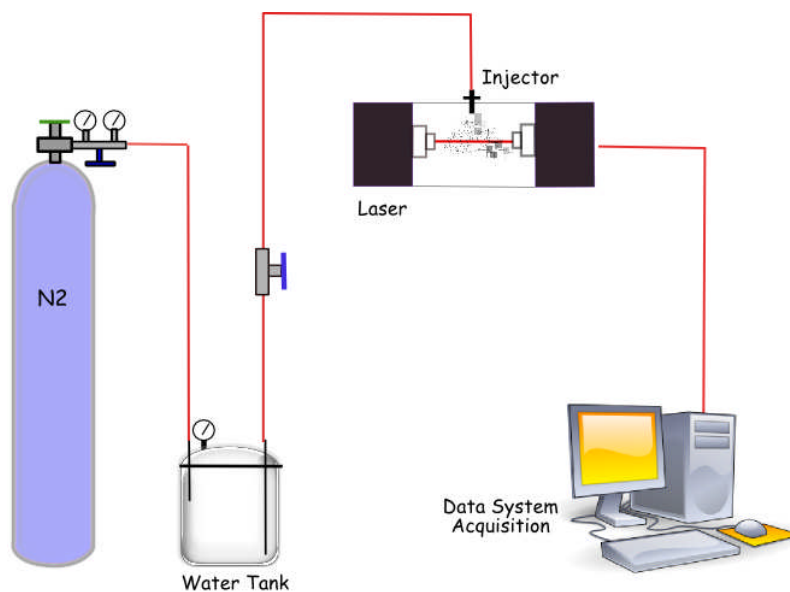 Injector
Laser
N2
Data System
Acquisition
Water Tank